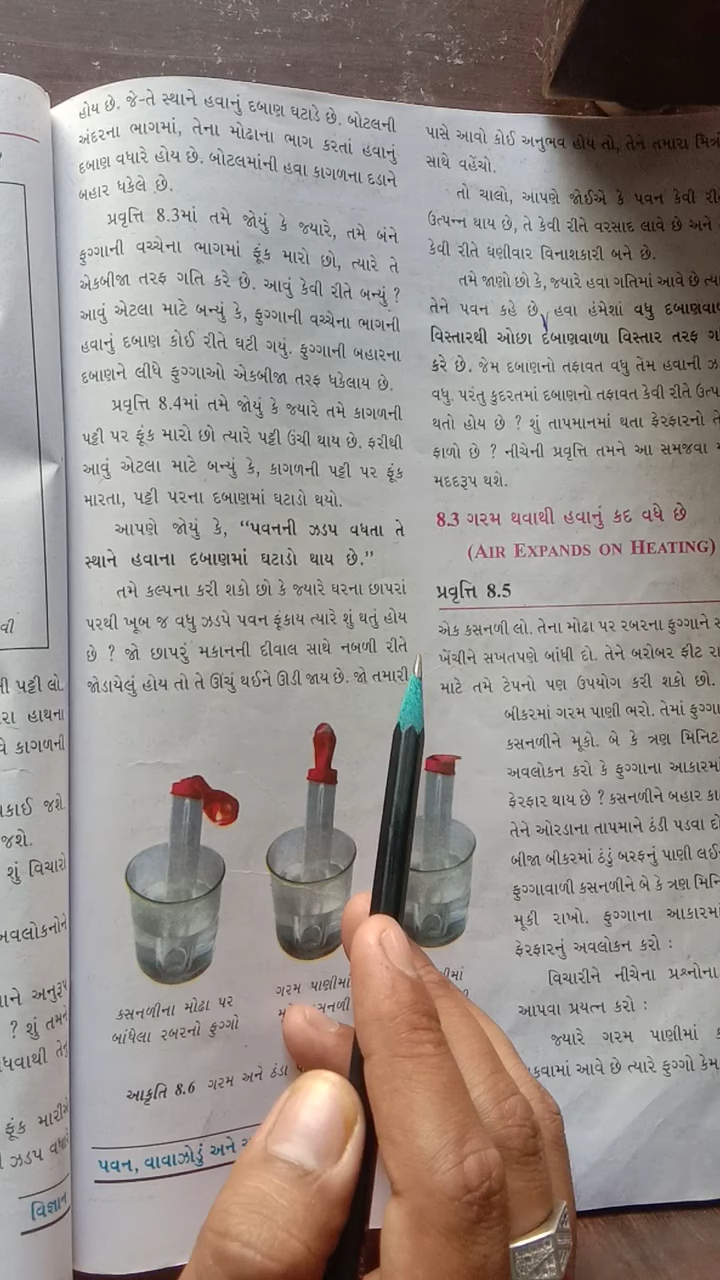 હોય છે. જે-તે સ્થાને હવાનું દબાણ ઘટાડે છે. બોટલની
અંદરના ભાગમાં, તેના મોઢાના ભાગ કરતાં હવાનું
દબાણ વધારે હોય છે. બોટલમાંની હવા કાગળના દડાને
બહાર ધકેલે છે.
પ્રવૃત્તિ 8.3માં તમે જોયું કે જ્યારે, તમે બંને
ફુગ્ગાની વચ્ચેના ભાગમાં ફૂંક મારો છો, ત્યારે તે
એકબીજા તરફ ગતિ કરે છે. આવું કેવી રીતે બન્યું ?
આવું એટલા માટે બન્યું કે, ફુગ્ગાની વચ્ચેના ભાગની
હવાનું દબાણ કોઈ રીતે ઘટી ગયું. ફુગ્ગાની બહારના
દબાણને લીધે ફુગ્ગાઓ એકબીજા તરફ ધકેલાય છે.
પ્રવૃત્તિ 8.4માં તમે જોયું કે જ્યારે તમે કાગળની
પટ્ટી પર ફૂંક મારો છો ત્યારે પટ્ટી ઉંચી થાય છે. ફરીથી
આવું એટલા માટે બન્યું કે, કાગળની પટ્ટી પર ફૂંક
મારતા, પટ્ટી પરના દબાણમાં ઘટાડો થયો.
આપણે જોયું કે, “પવનની ઝડપ વધતા તે
સ્થાને હવાના દબાણમાં ઘટાડો થાય છે.”
તમે કલ્પના કરી શકો છો કે જ્યારે ઘરના છાપરાં
પરથી ખૂબ જ વધુ ઝડપે પવન ફૂંકાય ત્યારે શું થતું હોય
છે ? જો છાપરું મકાનની દીવાલ સાથે નબળી રીતે
જોડાયેલું હોય તો તે ઊંચું થઈને ઊડી જાય છે. જો તમારી
કસનળીના મોઢા પર
બાંધેલા રબરનો ફુગ્ગો
ગરમ પાણીમાં
આકૃતિ 8.6 ગરમ અને ઠંડા
પવન, વાવાઝોડું અને
પાસે આવો કોઈ અનુભવ હોય તો, તેને તમારા
સાથે વહેંચો.
તો ચાલો, આપણે જોઈએ કે પવન કેવી
ઉત્પન્ન થાય છે, તે કેવી રીતે વરસાદ લાવે છે અને
કેવી રીતે ઘણીવાર વિનાશકારી બને છે.
તમે જાણો છો કે, જ્યારે હવા ગતિમાં આવે છે
તેને પવન કહે છે, હવા હંમેશાં વધુ
વિસ્તારથી ઓછા દબાણવાળા વિસ્તાર તરફ
કરે છે. જેમ દબાણનો તફાવત વધુ તેમ હવાની
વધુ. પરંતુ કુદરતમાં દબાણનો તફાવત કેવી રીતે
થતો હોય છે ? શું તાપમાનમાં થતા ફેરફારનો
ફાળો છે ? નીચેની પ્રવૃત્તિ તમને આ સમજવા
મદદરૂપ થશે.
8.3 ગરમ થવાથી હવાનું કદ વધે છે
(AIR EXPANDS ON HEATING)
પ્રવૃત્તિ 8.5
એક કસનળી લો. તેના મોઢા પર રબરના ફુગ્ગાને
ખેંચીને સખતપણે બાંધી દો. તેને બરોબર ફીટ
માટે તમે ટેપનો પણ ઉપયોગ કરી શકો છો.
બીકરમાં ગરમ પાણી ભરો. તેમાં
કસનળીને મૂકો. બે કે ત્રણ
અવલોકન કરો કે ફુગ્ગાના
ફેરફાર થાય છે ? કસનળીને બહાર
તેને ઓરડાના તાપમાને ઠંડી પડવા
બીજા બીકરમાં ઠંડું બરફનું પાણી
ફુગ્ગાવાળી કસનળીને બે કે ત્રણ
મૂકી રાખો. ફુગ્ગાના
ફેરફારનું અવલોકન કરો :
વિચારીને નીચેના પ્રશ્નોના
આપવા પ્રયત્ન કરો :
જ્યારે ગરમ પાણીમાં
આવે છે ત્યારે ફુગ્ગો
પટ્ટી લો.
હાથના
કાગળની
જશે.
શું વિચારો
અનુરૂપ
? શું
ફૂંક
ઝડપ
વિજ્ઞાન